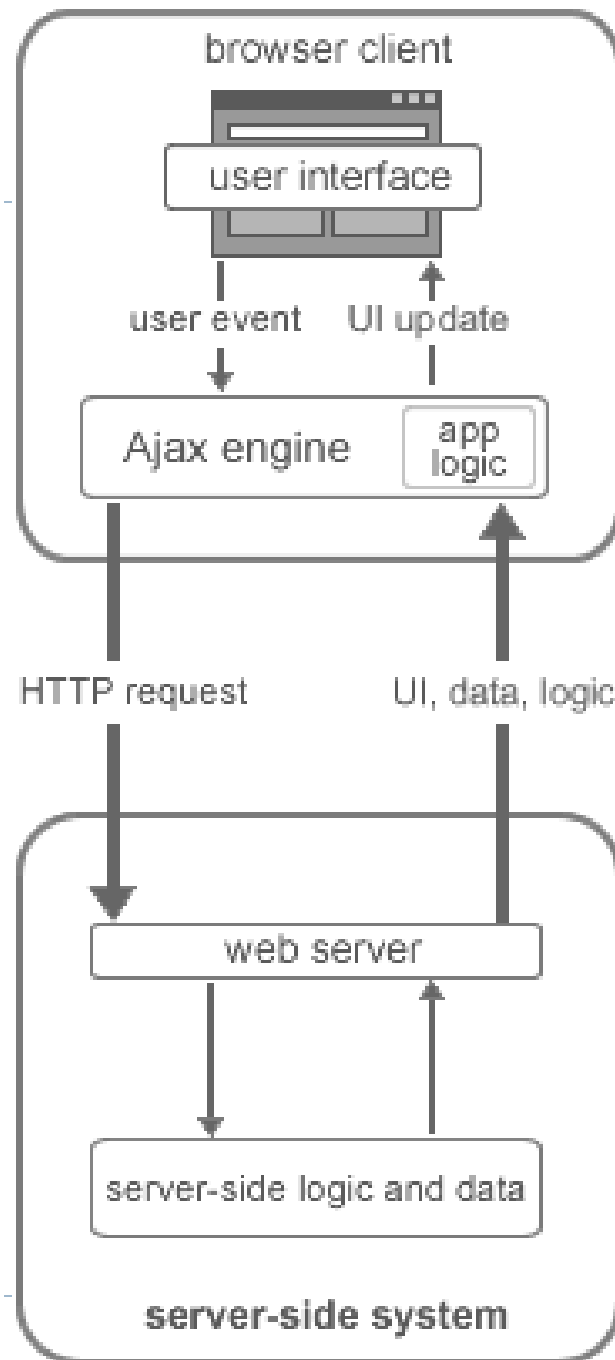 browser client
user interface
user event UI update
Ajax engine
app
logic
HTTP request UI, data, logic
web server
server-side logic and data
server-side system